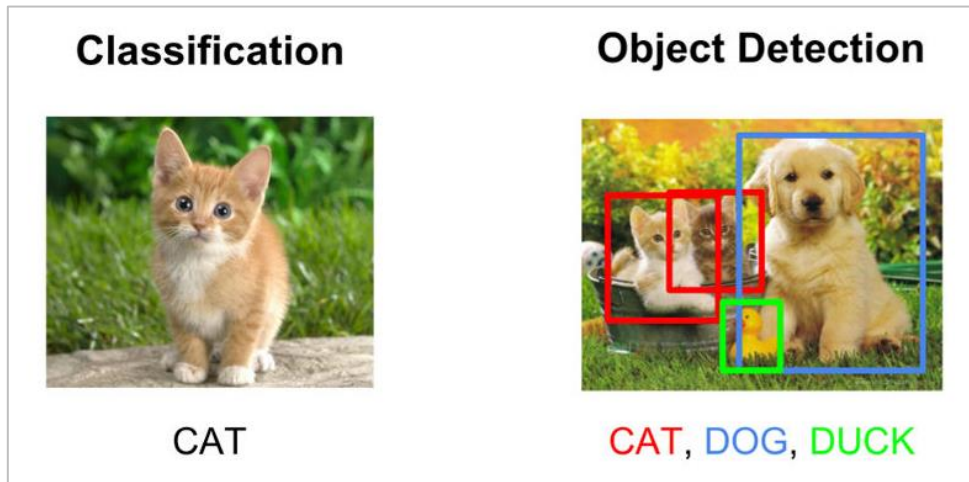 Classification
Object Detection
CAT
CAT, DOG, DUCK